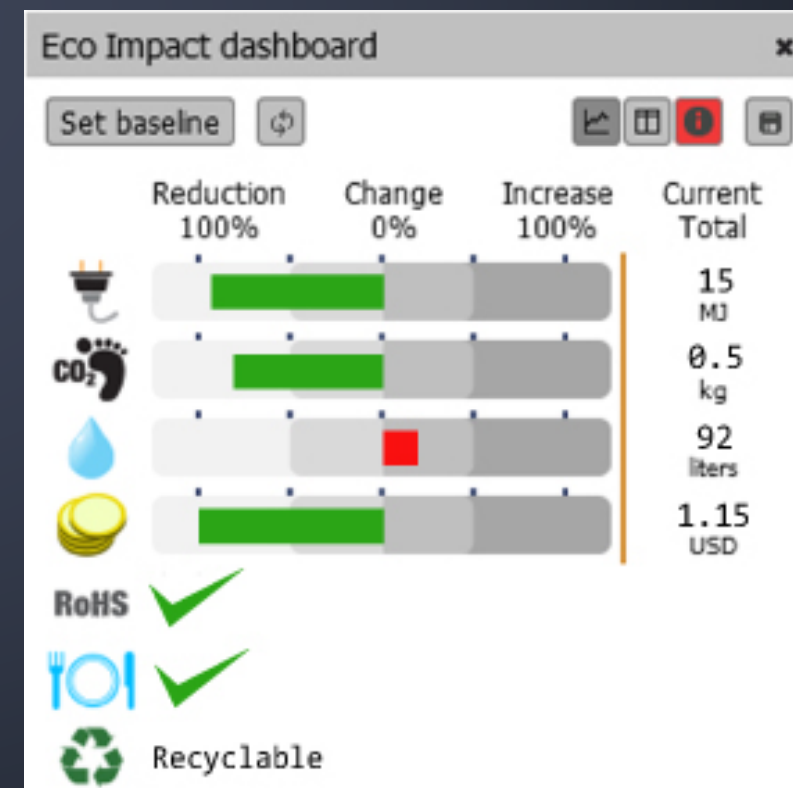 Eco Impact dashboard
Set baseline
Reduction Change Increase Current
100% 0% 100% Total
15
MJ
CO2
0.5
kg
92
liters
1.15
USD
RoHS
Recyclable